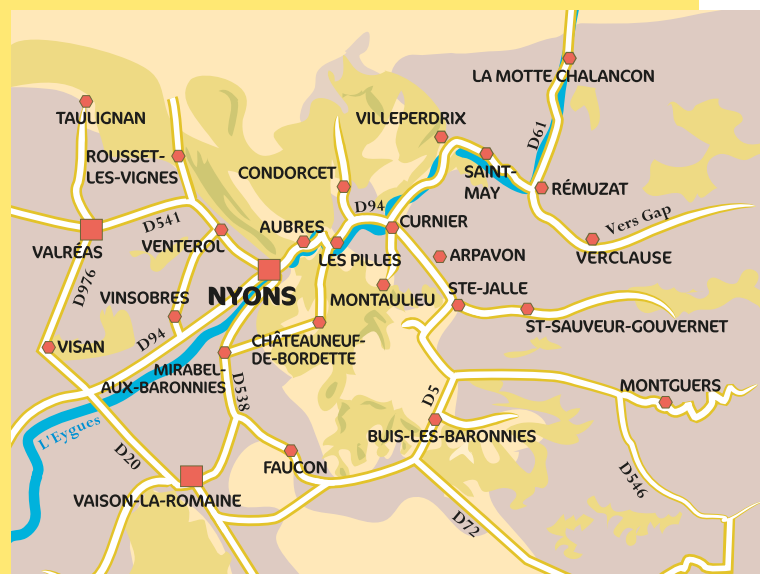 LA MOTTE CHALANCON
TAULIGNAN
VILLEPERDRIX
D61
ROUSSET-
LES-VIGNES
CONDORCET
SAINT-
MAY
RÉMUZAT
D94
D541
AUBRES
CURNIER
Vers Gap
VALRÉAS
VENTEROL
LES PILLES
ARPAVON
VERCLAUSE
D976
VINSOBRES
NYONS
MONTAULIEU
STE-JALLE
ST-SAUVEUR-GOUVERNET
D94
VISAN
CHÂTEAUNEUF-
DE-BORDETTE
MIRABEL-
AUX-BARONNIES
D538
D5
MONTGUERS
L'Eygues
D20
BUIS-LES-BARONNIES
FAUCON
D546
VAISON-LA-ROMAINE
D72